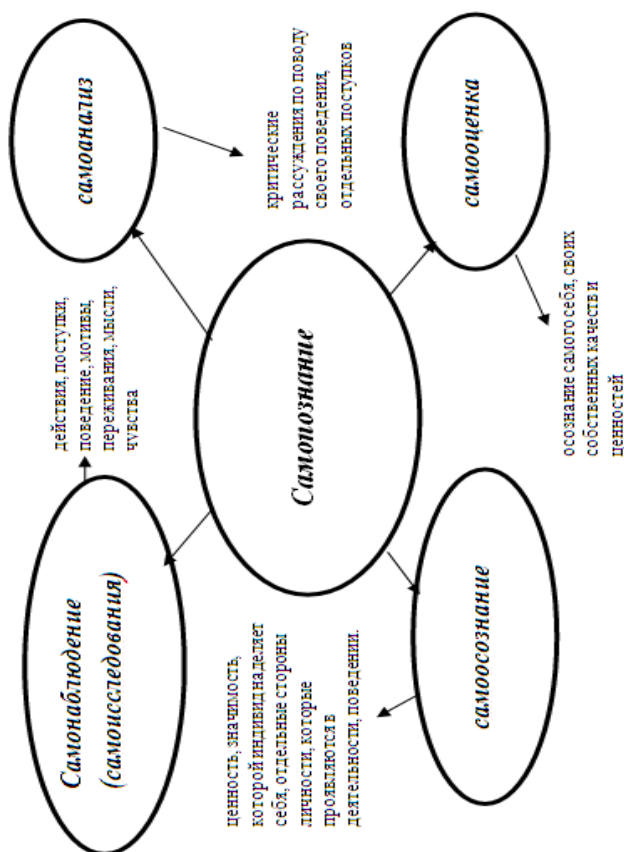 Самонаблюдение
(самоисследования)
действия, поступки,
поведение, мотивы,
переживания, мысли,
чувства
самоанализ
ценность, значимость,
которой индивид наделяет
себя, отдельные стороны
личности, которые
проявляются в
деятельности, поведении.
Самопознание
критические
рассуждения по поводу
своего поведения,
отдельных поступков
самоосознание
самооценка
осознание самого себя, своих
собственных качеств и
ценностей